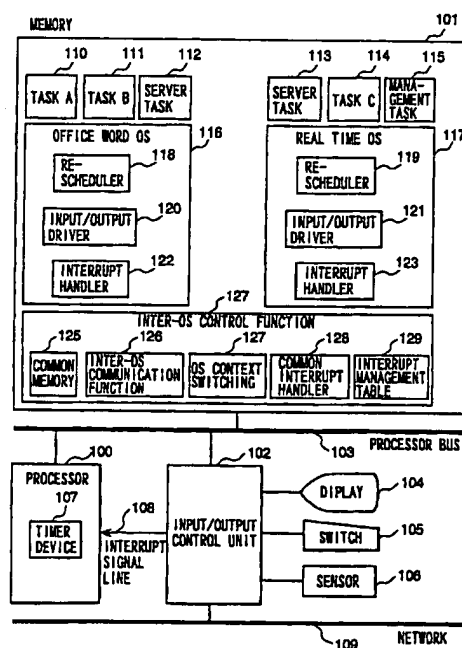 MEMORY
101
110
111
112
113
114
115
TASK A
TASK B
SERVER
TASK
SERVER
TASK
TASK C
MANA-
GEMENT
TASK
OFFICE WORD OS
116
RE-
SCHEDULER
118
INPUT/OUTPUT
DRIVER
120
INTERRUPT
HANDLER
122
REAL TIME OS
117
RE-
SCHEDULER
119
INPUT/OUTPUT
DRIVER
121
INTERRUPT
HANDLER
123
127
INTER-OS CONTROL FUNCTION
125
126
127
128
129
COMMON
MEMORY
INTER-OS
COMMUNICATION
FUNCTION
OS CONTEXT
SWITCHING
COMMON
INTERRUPT
HANDLER
INTERRUPT
MANAGEMENT
TABLE
103
PROCESSOR BUS
100
PROCESSOR
107
TIMER
DEVICE
108
INTERRUPT
SIGNAL
LINE
102
INPUT/OUTPUT
CONTROL UNIT
DIPLAY
104
SWITCH
105
SENSOR
106
109
NETWORK